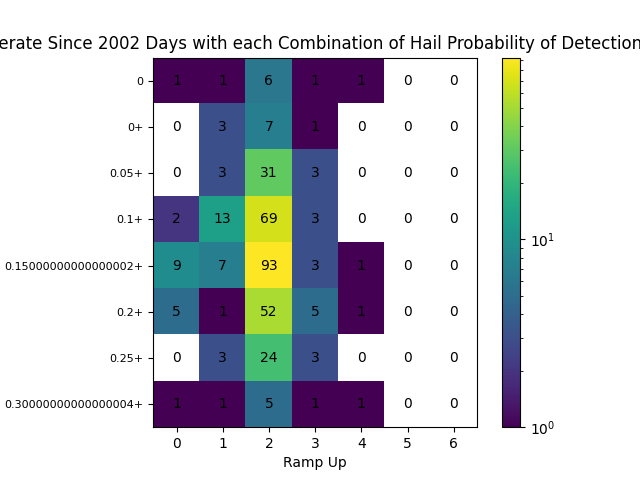 erate Since 2002 Days with each Combination of Hail Probability of Detection
0 1 1 6 1 1 0 0
0+ 0 3 7 1 0 0 0
0.05+ 0 3 31 3 0 0 0
0.1+ 2 13 69 3 0 0 0
0.15000000000000002+ 9 7 93 3 1 0 0
0.2+ 5 1 52 5 1 0 0
0.25+ 0 3 24 3 0 0 0
0.30000000000000004+ 1 1 5 1 1 0 0
0 1 2 3 4 5 6
Ramp Up
10¹
10⁰